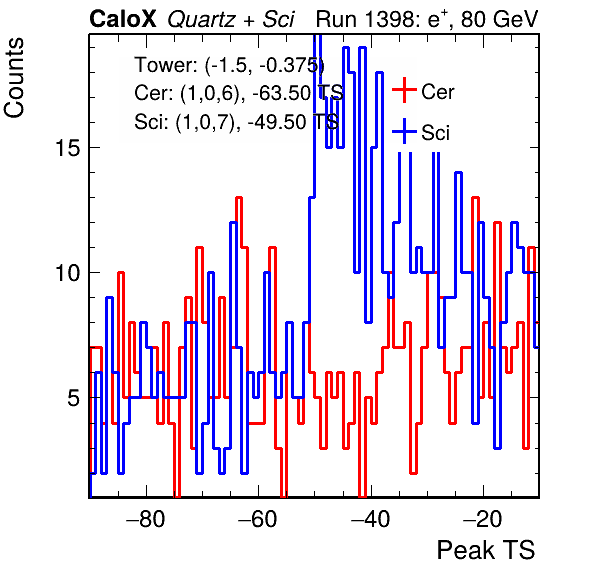 CaloX Quartz + Sci Run 1398: e⁺, 80 GeV
Counts
Tower: (-1.5, -0.375)
Cer: (1,0,6), -63.50 TS
Sci: (1,0,7), -49.50 TS
Cer
Sci
15
10
5
−80 −60 −40 −20
Peak TS